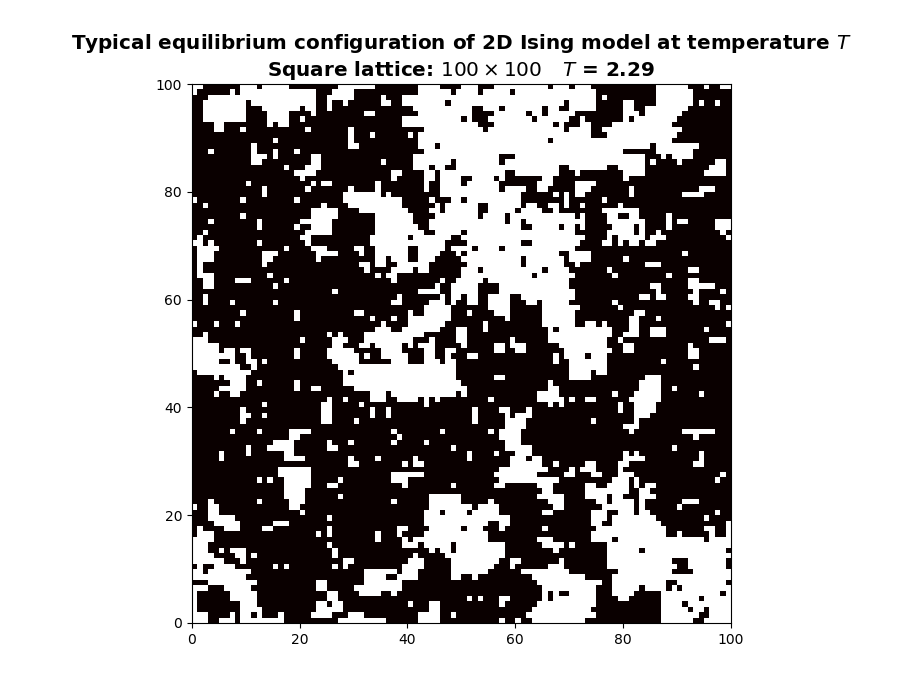 Typical equilibrium configuration of 2D Ising model at temperature T
Square lattice: 100 × 100 T = 2.29
100
80
60
40
20
0
0 20 40 60 80 100